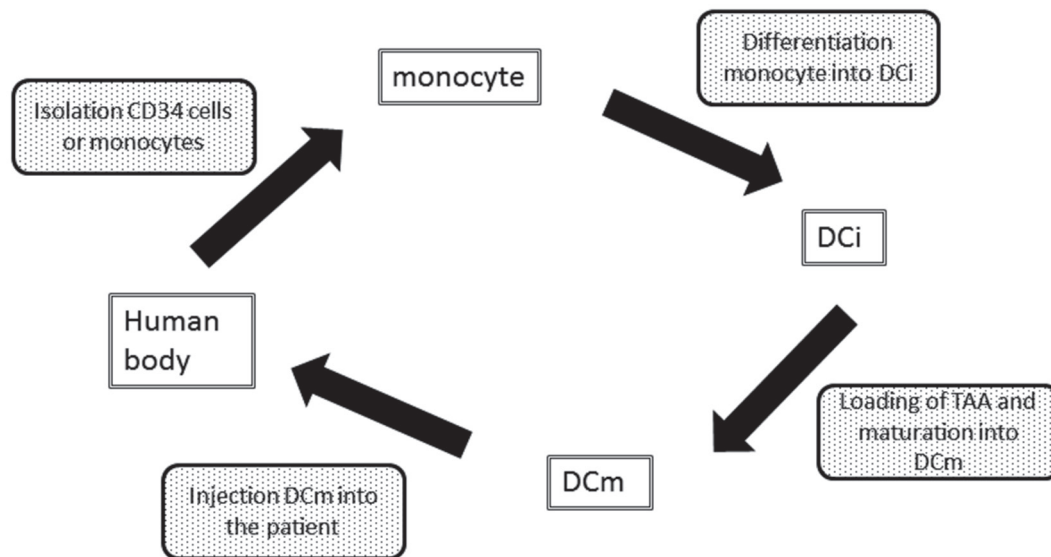 monocyte
Differentiation
monocyte into DCi
Isolation CD34 cells
or monocytes
DCi
Human
body
Loading of TAA and
maturation into
DCm
DCm
Injection DCm into
the patient